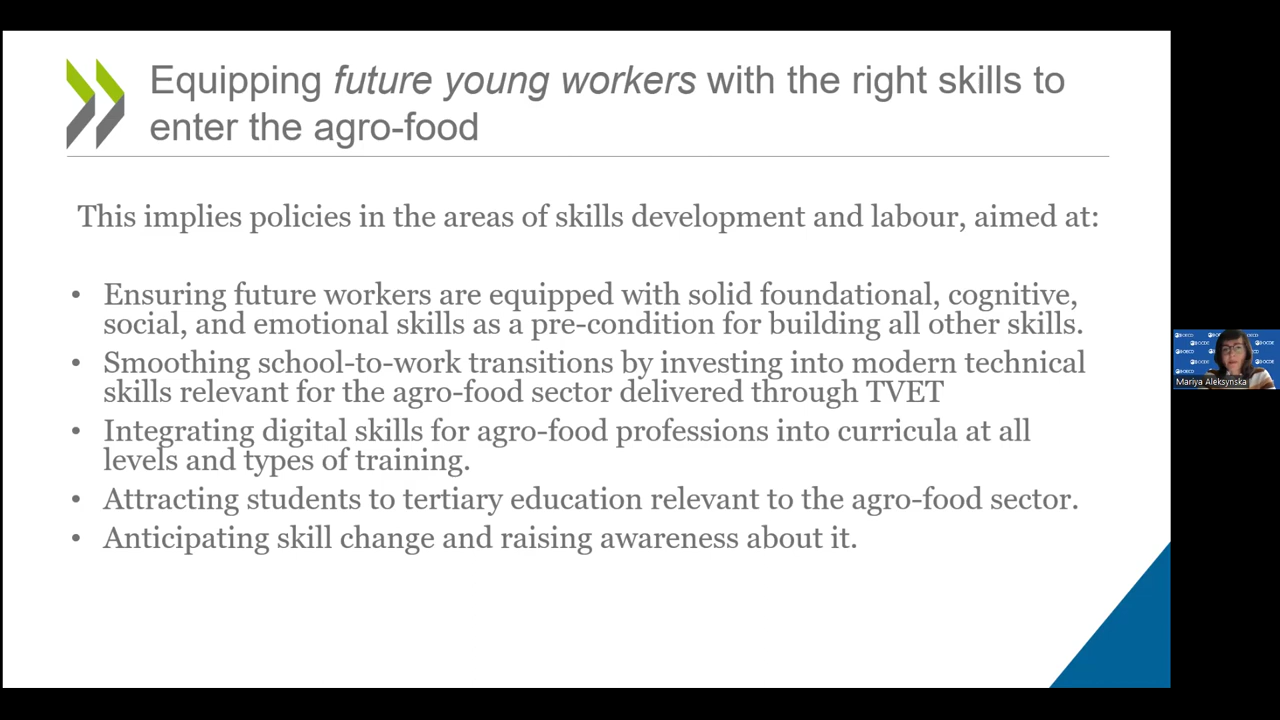 Equipping future young workers with the right skills to
enter the agro-food
This implies policies in the areas of skills development and labour, aimed at:
• Ensuring future workers are equipped with solid foundational, cognitive,
social, and emotional skills as a pre-condition for building all other skills.
• Smoothing school-to-work transitions by investing into modern technical
skills relevant for the agro-food sector delivered through TVET
• Integrating digital skills for agro-food professions into curricula at all
levels and types of training.
• Attracting students to tertiary education relevant to the agro-food sector.
• Anticipating skill change and raising awareness about it.
Mariya Aleksynska